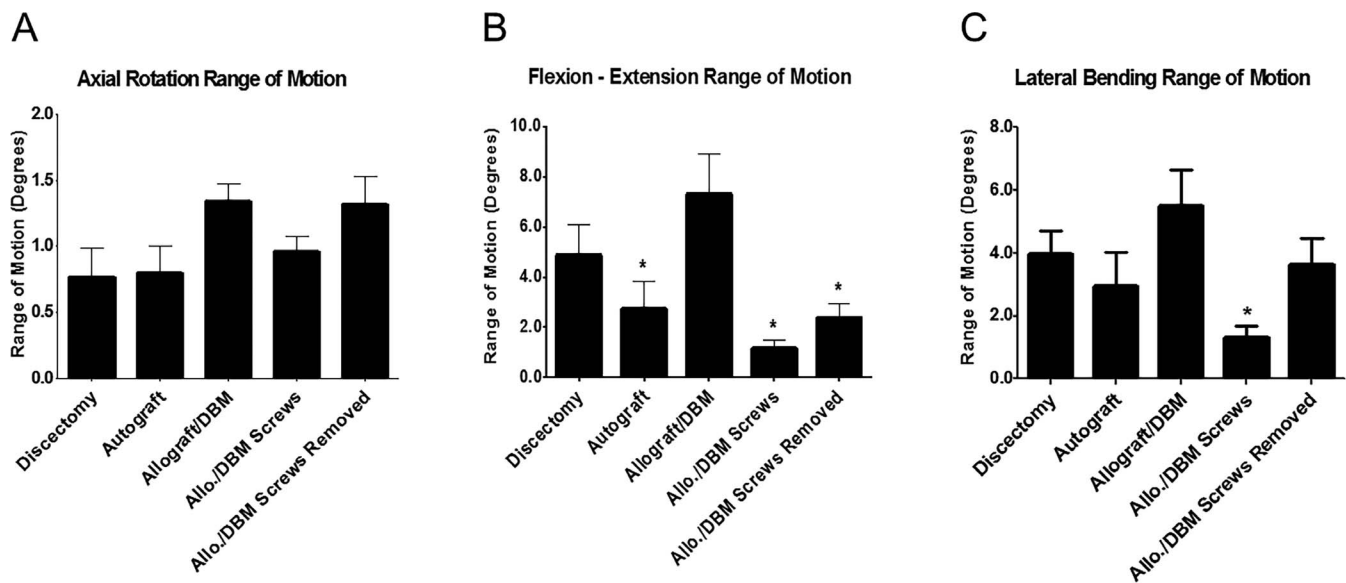 A
Axial Rotation Range of Motion
Range of Motion (Degrees)
2.0
1.5
1.0
0.5
0.0
Discectomy
Autograft
Allograft/DBM
Allo./DBM Screws
Allo./DBM Screws Removed
B
Flexion - Extension Range of Motion
Range of Motion (Degrees)
10.0
8.0
6.0
4.0
2.0
0.0
*
*
*
Discectomy
Autograft
Allograft/DBM
Allo./DBM Screws
Allo./DBM Screws Removed
C
Lateral Bending Range of Motion
Range of Motion (Degrees)
8.0
6.0
4.0
2.0
0.0
*
Discectomy
Autograft
Allograft/DBM
Allo./DBM Screws
Allo./DBM Screws Removed